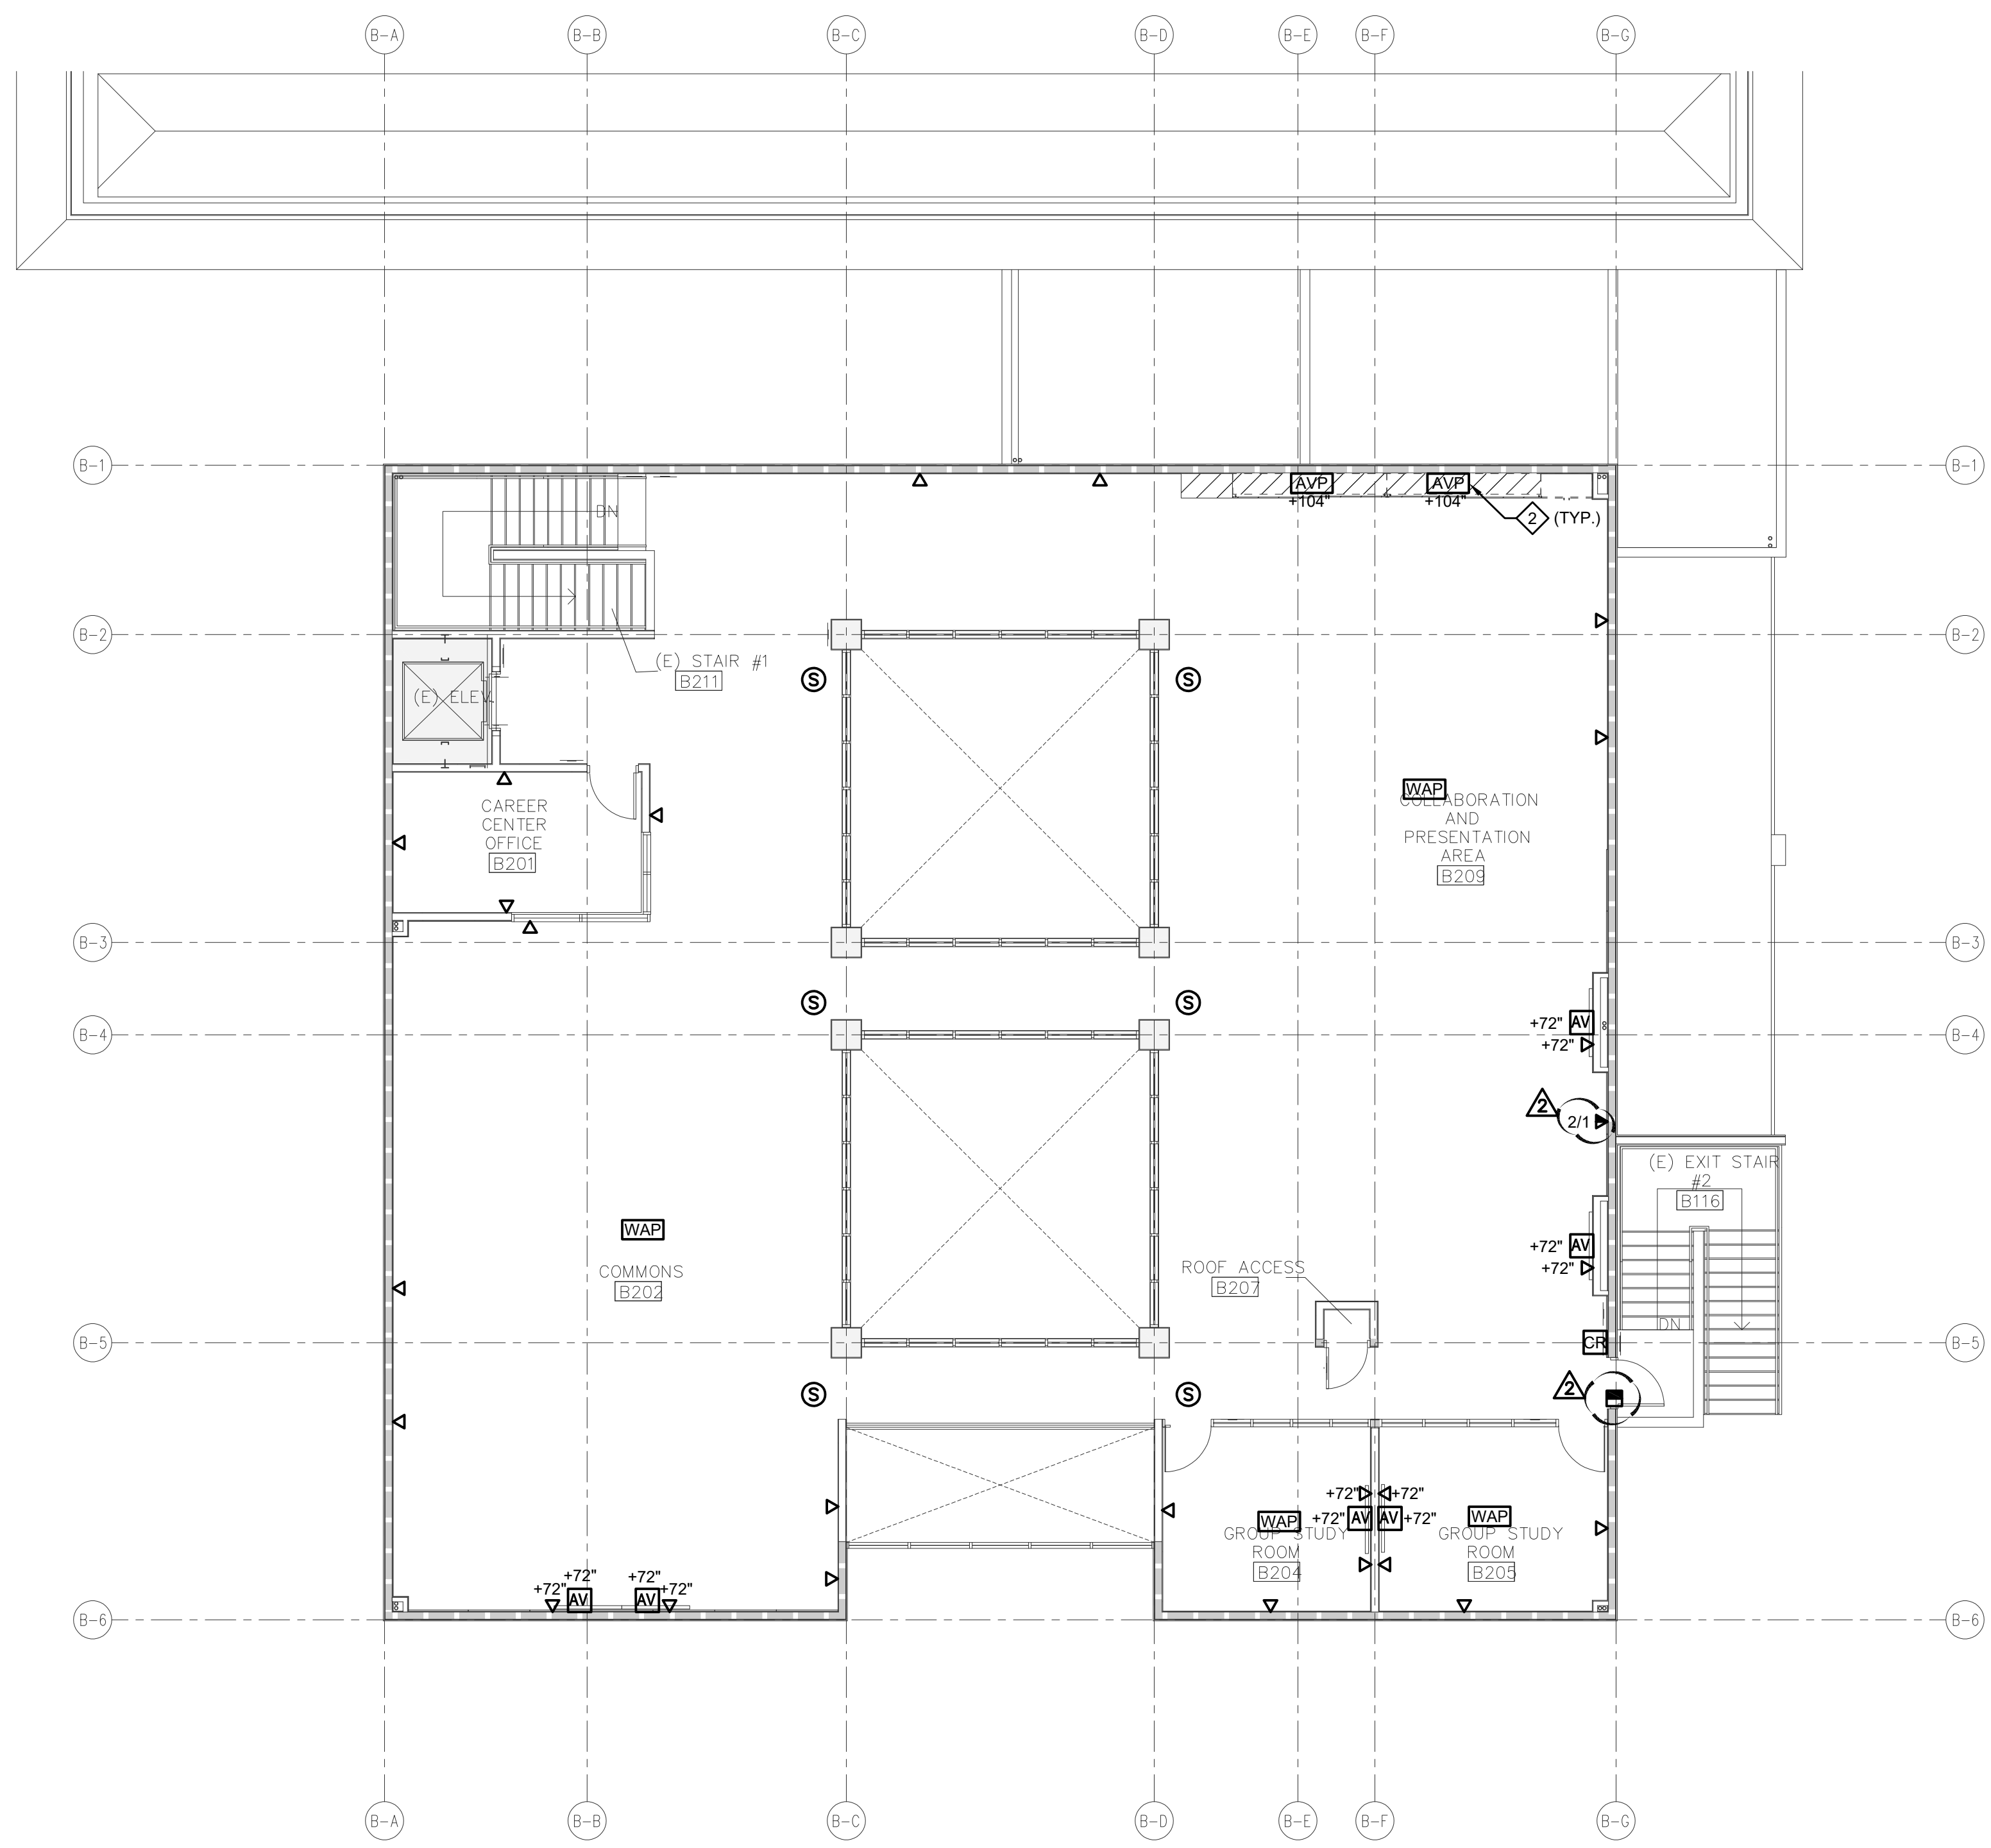 B-A B-B B-C B-D B-E B-F B-G
B-1 B-1
AVP AVP
+104" +104"
2 (TYP.)
DN
B-2 B-2
(E) STAIR #1
B211
S S
(E) ELEV.
WAP
COLLABORATION
AND
PRESENTATION
AREA
B209
CAREER
CENTER
OFFICE
B201
B-3 B-3
S S
+72" AV
+72"
B-4 B-4
2
2/1
(E) EXIT STAIR
#2
B116
WAP
COMMONS
B202
+72" AV
+72"
ROOF ACCESS
B207
DN
B-5 CR B-5
2
S S
+72" +72"
+72" AV AV +72"
WAP WAP
GROUP STUDY
ROOM
B204
GROUP STUDY
ROOM
B205
+72" +72"
+72" +72"
AV AV
B-6 B-6
B-A B-B B-C B-D B-E B-F B-G